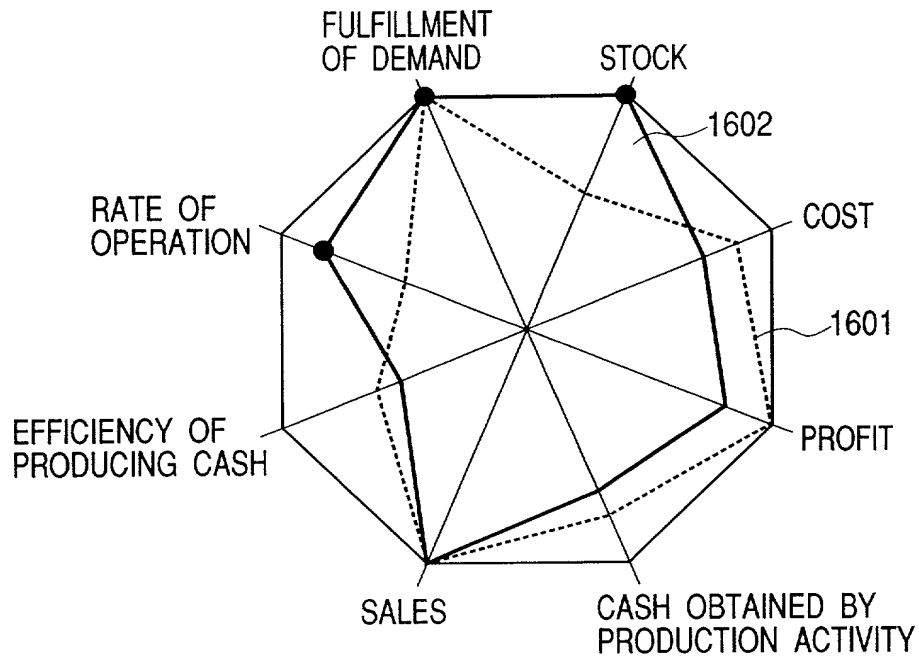 FULFILLMENT
OF DEMAND
STOCK
1602
RATE OF
OPERATION
COST
1601
EFFICIENCY OF
PRODUCING CASH
PROFIT
SALES
CASH OBTAINED BY
PRODUCTION ACTIVITY